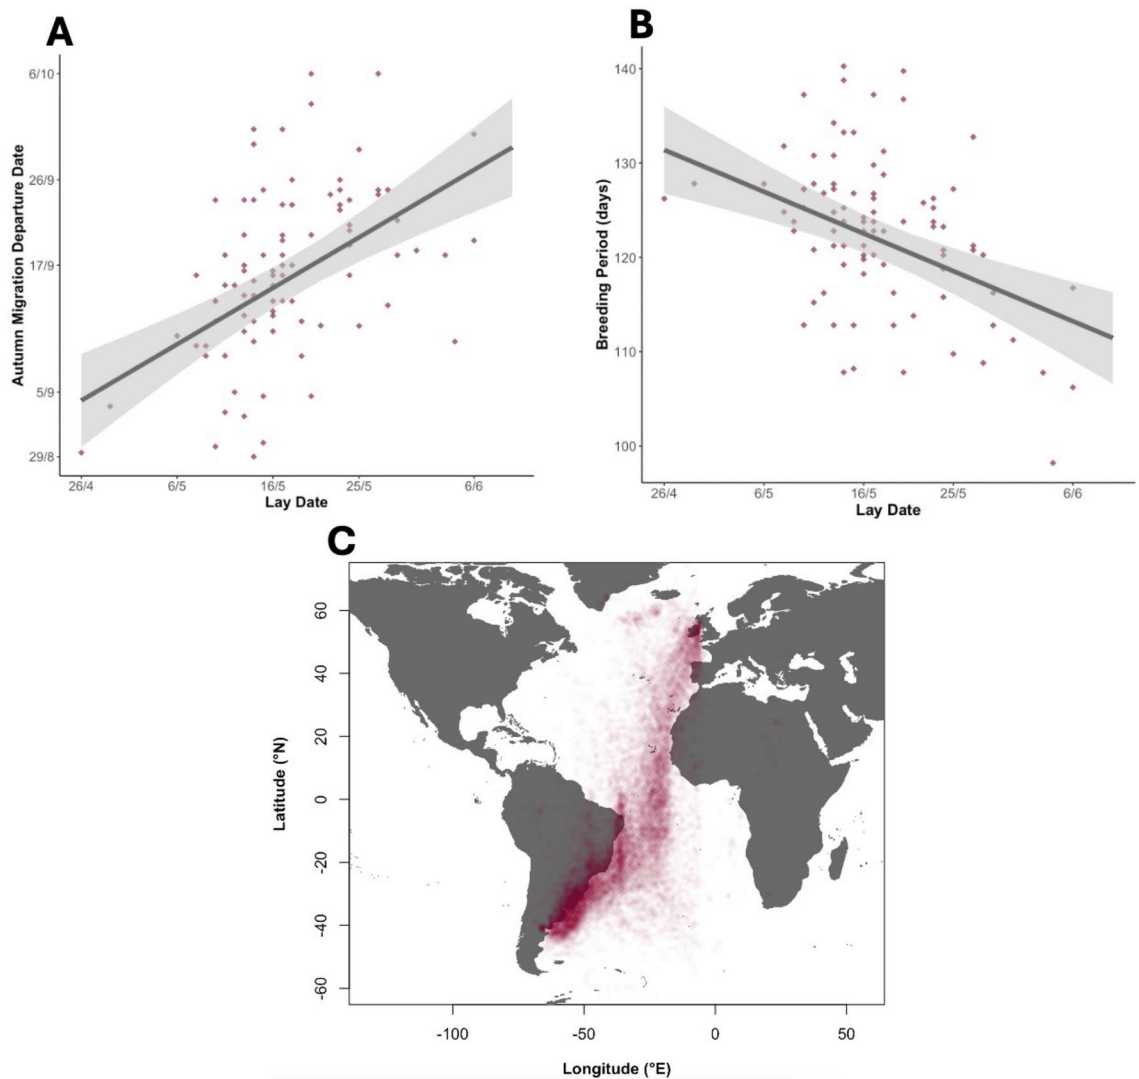 A
Autumn Migration Departure Date
6/10
26/9
17/9
5/9
29/8
26/4 6/5 16/5 25/5 6/6
Lay Date
B
Breeding Period (days)
140
130
120
110
100
26/4 6/5 16/5 25/5 6/6
Lay Date
C
Latitude (°N)
60
40
20
0
-20
-40
-60
-100 -50 0 50
Longitude (°E)